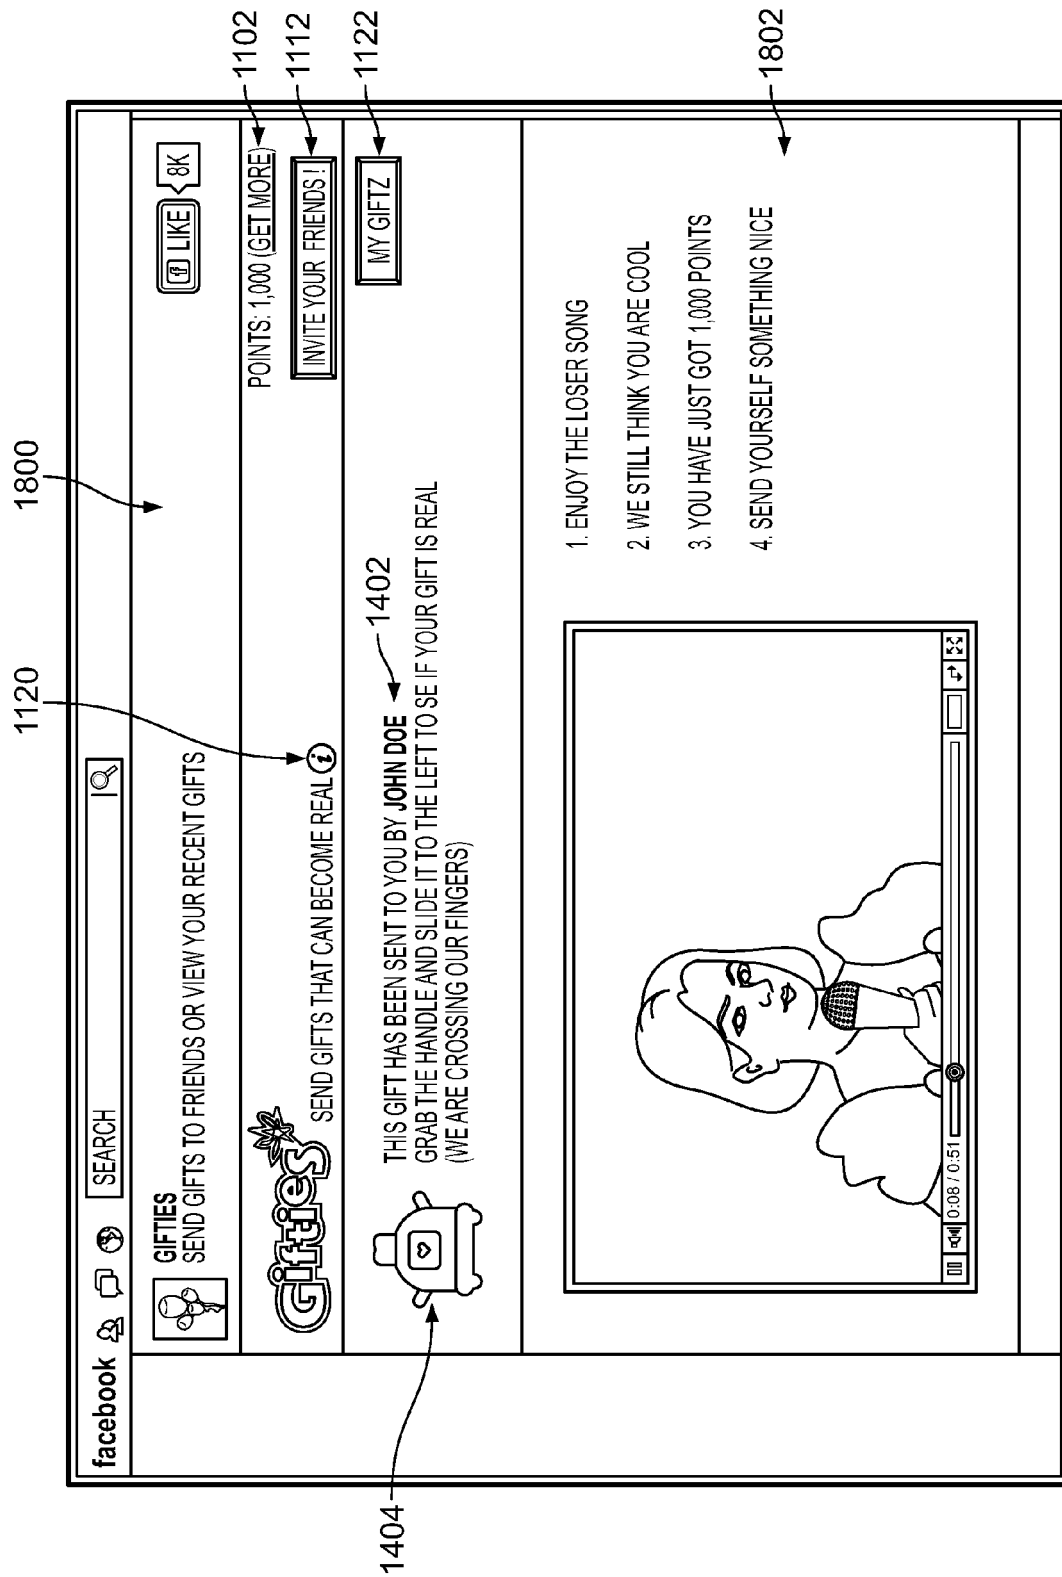 1800
1120
facebook
SEARCH
GIFTIES
SEND GIFTS TO FRIENDS OR VIEW YOUR RECENT GIFTS
f LIKE
8K
Gifties
SEND GIFTS THAT CAN BECOME REAL i
POINTS: 1,000 (GET MORE)
1102
INVITE YOUR FRIENDS !
1112
THIS GIFT HAS BEEN SENT TO YOU BY JOHN DOE
1402
GRAB THE HANDLE AND SLIDE IT TO THE LEFT TO SE IF YOUR GIFT IS REAL
(WE ARE CROSSING OUR FINGERS)
MY GIFTZ
1122
1404
1. ENJOY THE LOSER SONG
2. WE STILL THINK YOU ARE COOL
3. YOU HAVE JUST GOT 1,000 POINTS
4. SEND YOURSELF SOMETHING NICE
1802
0:08 / 0:51